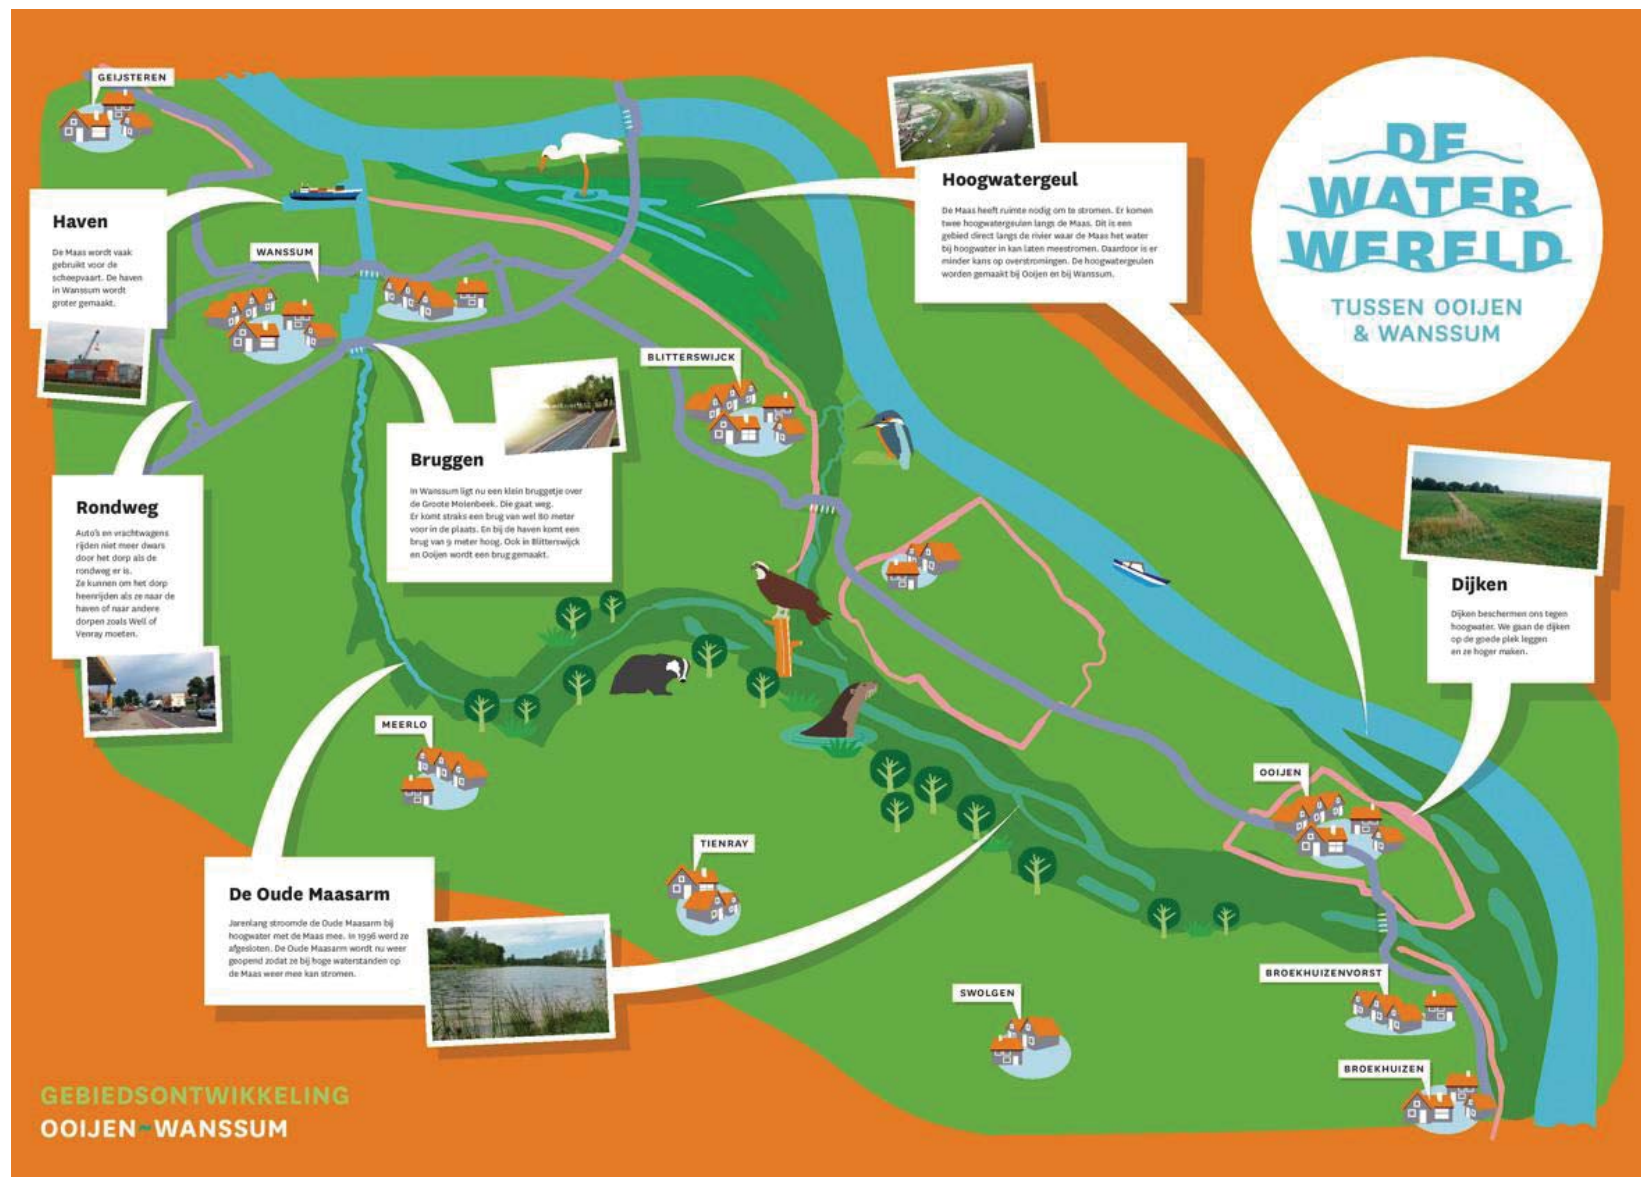 GEIJSTEREN
Haven
De Maas wordt vaak
gebruikt voor de
scheepvaart. De haven
in Wanssum wordt
groter gemaakt.
WANSSUM
Hoogwatergeul
De Maas heeft ruimte nodig om te stromen. Er komen
twee hoogwatergeulen langs de Maas. Dit is een
gebied direct langs de rivier waar de Maas het water
bij hoogwater in kan laten meestromen. Daardoor is er
minder kans op overstromingen. De hoogwatergeulen
worden gemaakt bij Ooijen en bij Wanssum.
DE
WATER
WERELD
TUSSEN OOIJEN
& WANSSUM
BLITTERSWIJCK
Bruggen
In Wanssum ligt nu een klein bruggetje over
de Groote Molenbeek. Die gaat weg.
Er komt straks een brug van wel 80 meter
voor in de plaats. En bij de haven komt een
brug van 9 meter hoog. Ook in Blitterswijck
en Ooijen wordt een brug gemaakt.
Rondweg
Auto's en vrachtwagens
rijden niet meer dwars
door het dorp als de
rondweg er is.
Ze kunnen om het dorp
heenrijden als ze naar de
haven of naar andere
dorpen zoals Well of
Venray moeten.
Dijken
Dijken beschermen ons tegen
hoogwater. We gaan de dijken
op de goede plek leggen
en ze hoger maken.
MEERLO
OOIJEN
TIENRAY
De Oude Maasarm
Jarenlang stroomde de Oude Maasarm bij
hoogwater met de Maas mee. In 1996 werd ze
afgesloten. De Oude Maasarm wordt nu weer
geopend zodat ze bij hoge waterstanden op
de Maas weer mee kan stromen.
SWOLGEN
BROEKHUIZENVORST
BROEKHUIZEN
GEBIEDSONTWIKKELING
OOIJEN~WANSSUM